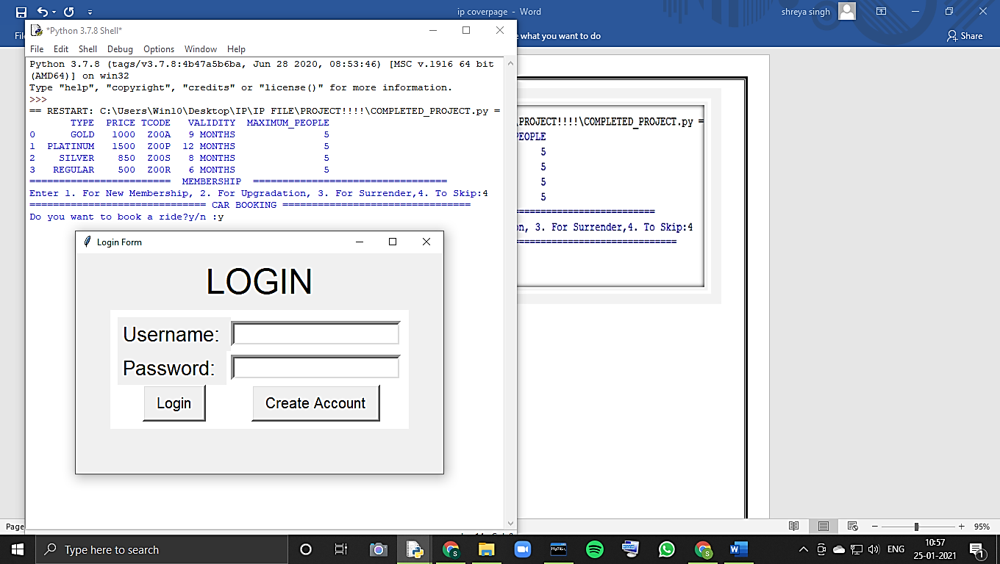 ip coverpage - Word
shreya singh
Fil
e what you want to do
Share
*Python 3.7.8 Shell*
File Edit Shell Debug Options Window Help
Python 3.7.8 (tags/v3.7.8:4b47a5b6ba, Jun 28 2020, 08:53:46) [MSC v.1916 64 bit
(AMD64)] on win32
Type "help", "copyright", "credits" or "license()" for more information.
>>>
== RESTART: C:\Users\Win10\Desktop\IP\IP FILE\PROJECT!!!!\COMPLETED_PROJECT.py =
TYPE PRICE TCODE VALIDITY MAXIMUM_PEOPLE
0 GOLD 1000 Z00A 9 MONTHS 5
1 PLATINUM 1500 Z00P 12 MONTHS 5
2 SILVER 850 Z00S 8 MONTHS 5
3 REGULAR 500 Z00R 6 MONTHS 5
======================== MEMBERSHIP =================================
Enter 1. For New Membership, 2. For Upgradation, 3. For Surrender,4. To Skip:4
============================== CAR BOOKING ================================
Do you want to book a ride?y/n :y
Login Form
LOGIN
Username:
Password:
Login Create Account
\PROJECT!!!!\COMPLETED_PROJECT.py =
PEOPLE
5
5
5
5
========================
on, 3. For Surrender,4. To Skip:4
============================
Page
95%
Type here to search
MySQL
ENG
10:57
25-01-2021
1